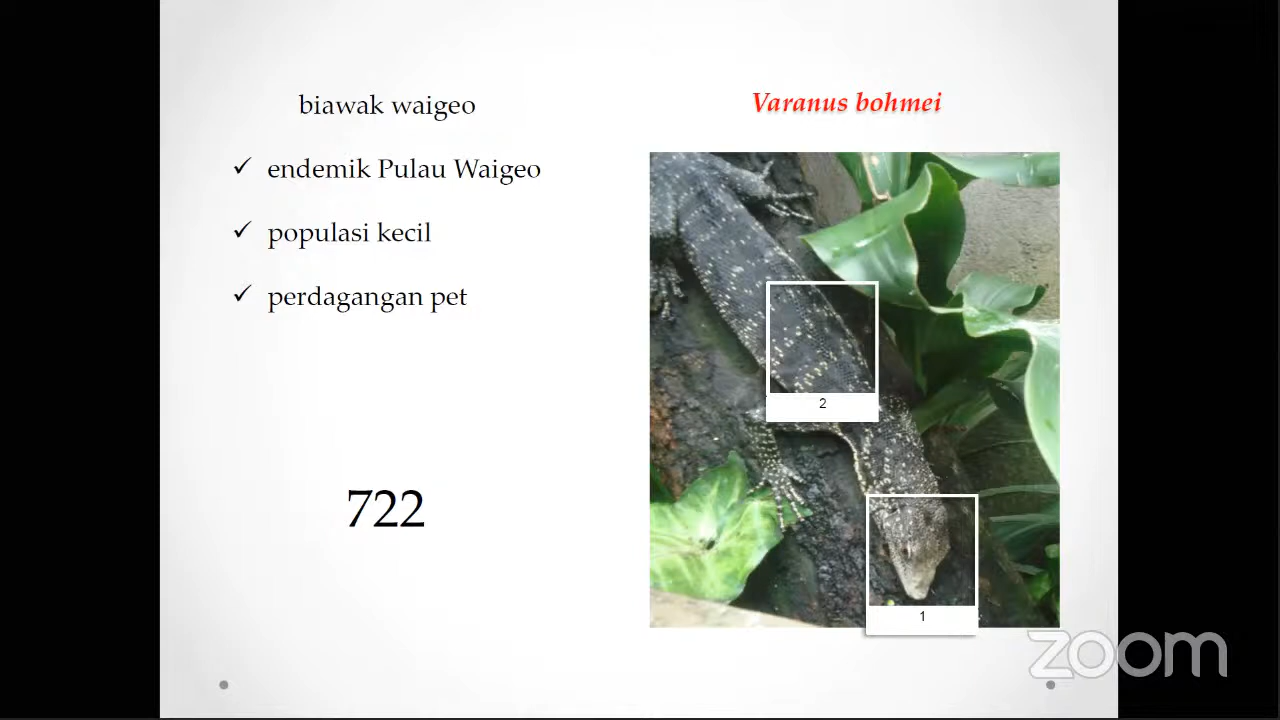 biawak waigeo
✓ endemik Pulau Waigeo
✓ populasi kecil
✓ perdagangan pet
722
Varanus bohmei
2
1
zoom